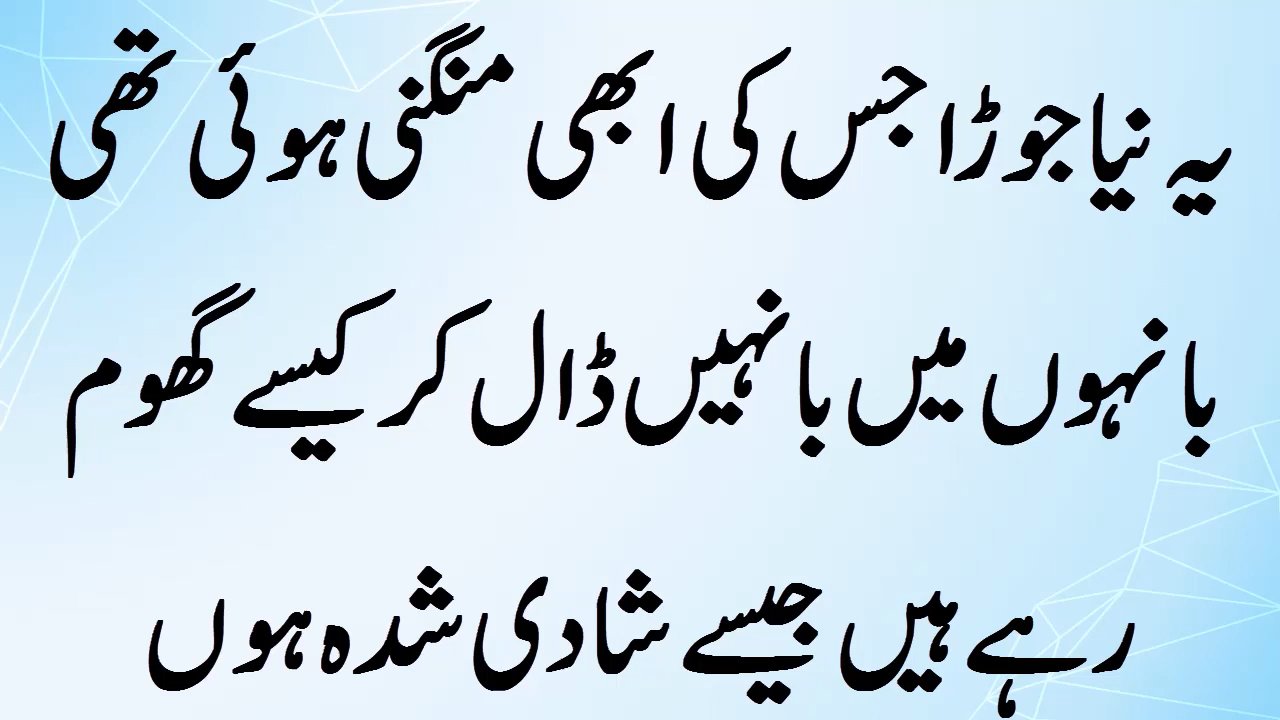 یہ نیا جوڑا جس کی ابھی منگنی ہوئی تھی
بانہوں میں بانہیں ڈال کر کیسے گھوم
رہے ہیں جیسے شادی شدہ ہوں